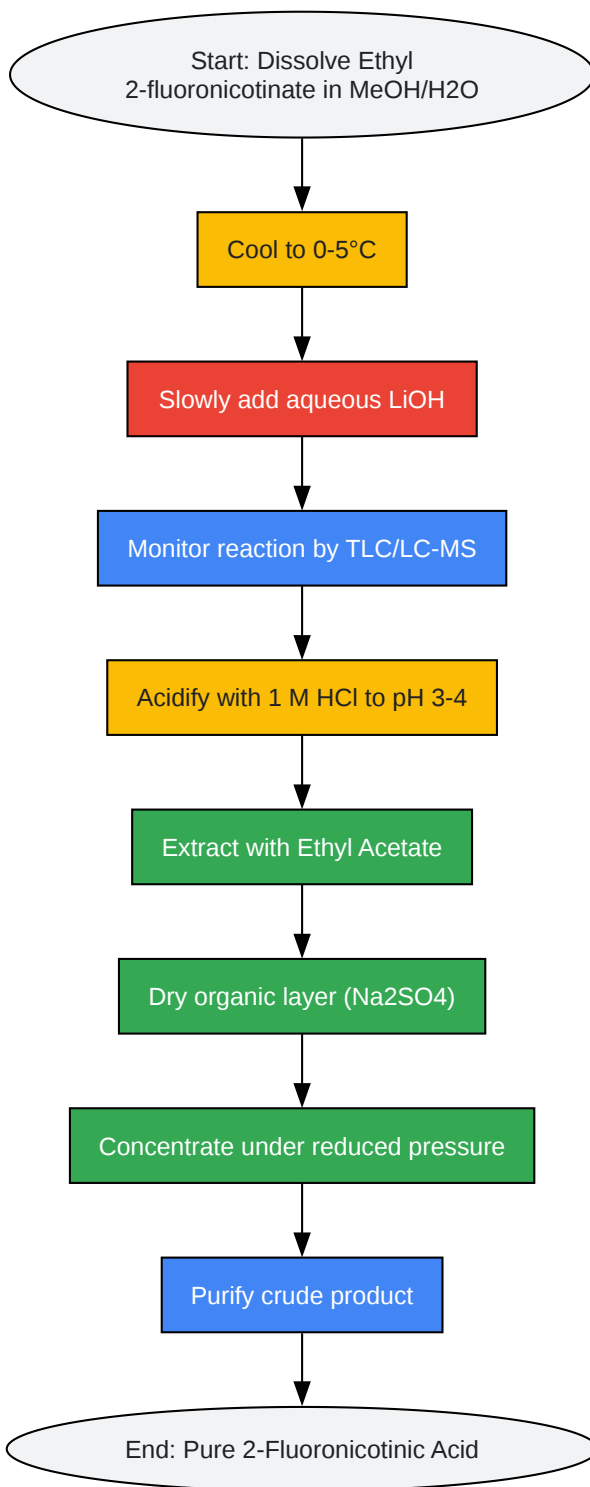 Start: Dissolve Ethyl
2-fluoronicotinate in MeOH/H2O
Cool to 0-5°C
Slowly add aqueous LiOH
Monitor reaction by TLC/LC-MS
Acidify with 1 M HCl to pH 3-4
Extract with Ethyl Acetate
Dry organic layer (Na2SO4)
Concentrate under reduced pressure
Purify crude product
End: Pure 2-Fluoronicotinic Acid